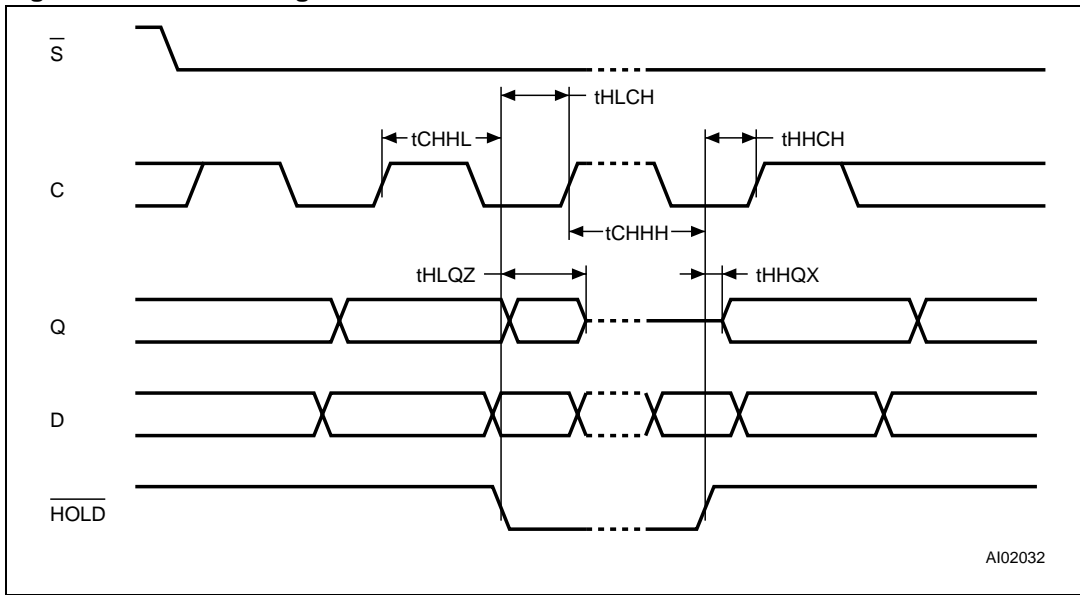 S
tHLCH
tCHHL
tHHCH
C
tCHHH
tHLQZ
tHHQX
Q
D
HOLD
AI02032